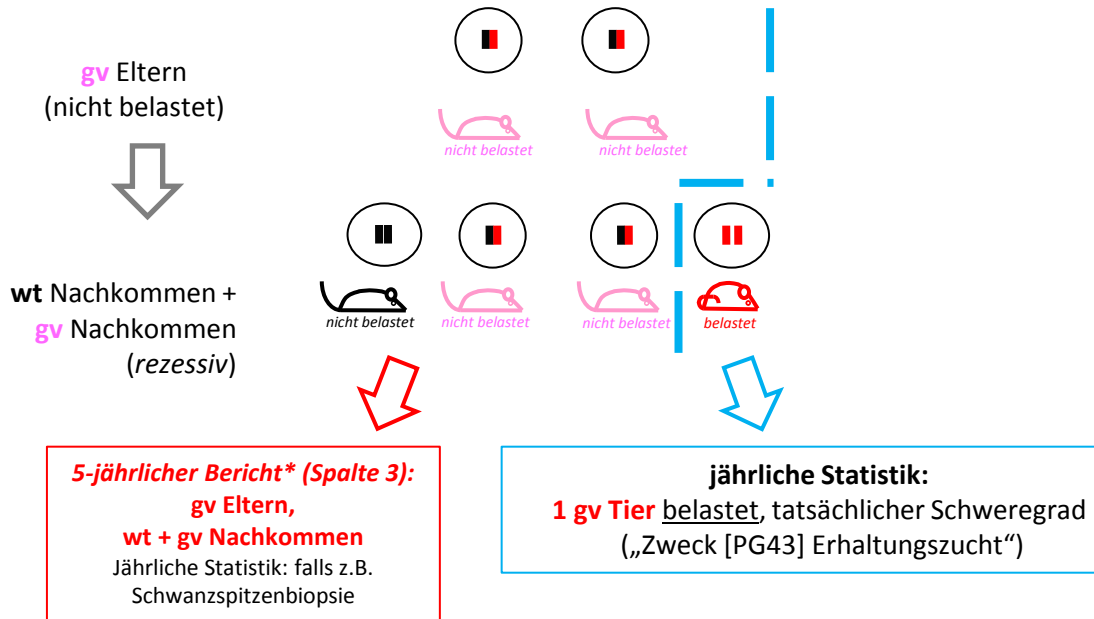 gv Eltern
(nicht belastet)
nicht belastet
nicht belastet
wt Nachkommen +
gv Nachkommen
(rezessiv)
nicht belastet
nicht belastet
nicht belastet
belastet
5-jährlicher Bericht* (Spalte 3):
gv Eltern,
wt + gv Nachkommen
Jährliche Statistik: falls z.B.
Schwanzspitzenbiopsie
jährliche Statistik:
1 gv Tier belastet, tatsächlicher Schweregrad
(„Zweck [PG43] Erhaltungszucht“)